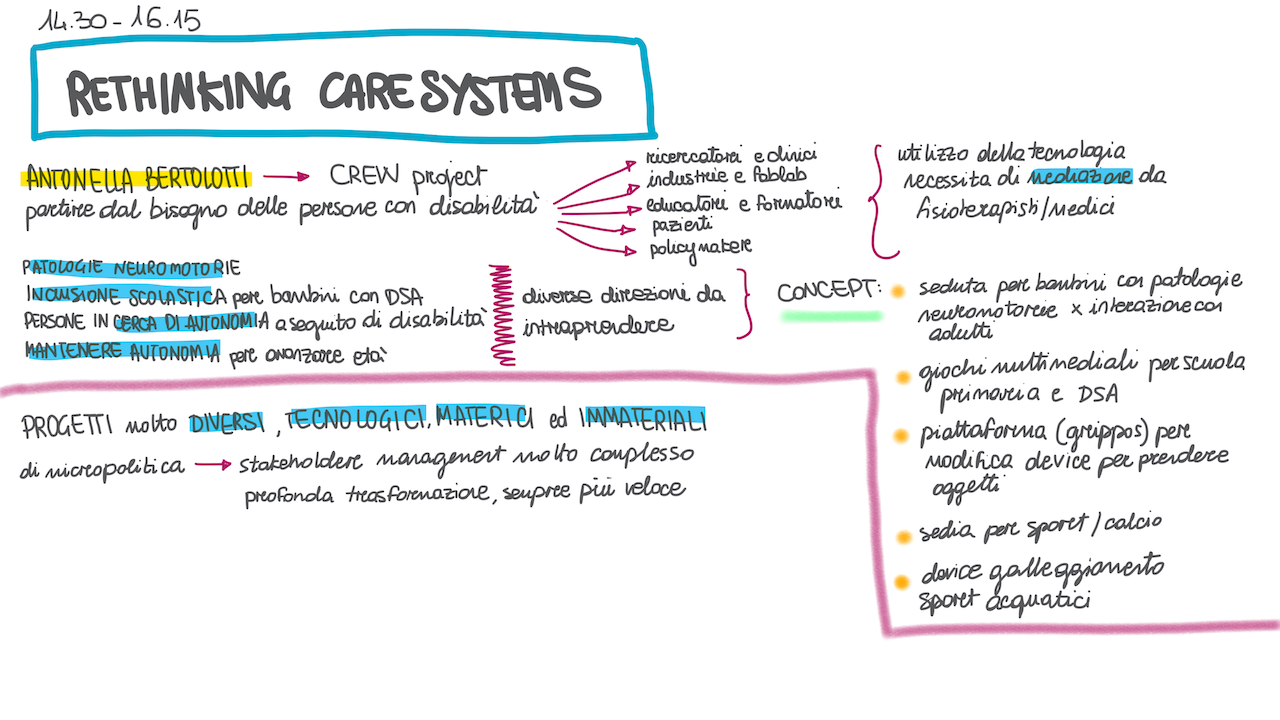 14.30 - 16.15
RETHINKING CARE SYSTEMS
ANTONELLA BERTOLOTTI → CREW project
partire dal bisogno delle persone con disabilità
ricercatori e clinici
industrie e fablab
educatori e formatori
pazienti
policy maker
utilizzo della tecnologia
necessita di mediazione da
fisioterapisti/medici
PATOLOGIE NEUROMOTORIE
INCLUSIONE SCOLASTICA per bambini con DSA
PERSONE IN CERCA DI AUTONOMIA a seguito di disabilità
MANTENERE AUTONOMIA per avanzare età
diverse direzioni da
intraprendere
CONCEPT:
seduta per bambini con patologie
neuromotorie x interazione con
adulti
giochi multimediali per scuola
primaria e DSA
piattaforma (grippos) per
modifica device per prendere
oggetti
sedia per sport / calcio
device galleggiamento
sport acquatici
PROGETTI molto DIVERSI, TECNOLOGICI, MATERICI ed IMMATERIALI
di micropolitica → stakeholder management molto complesso
profonda trasformazione, sempre più veloce